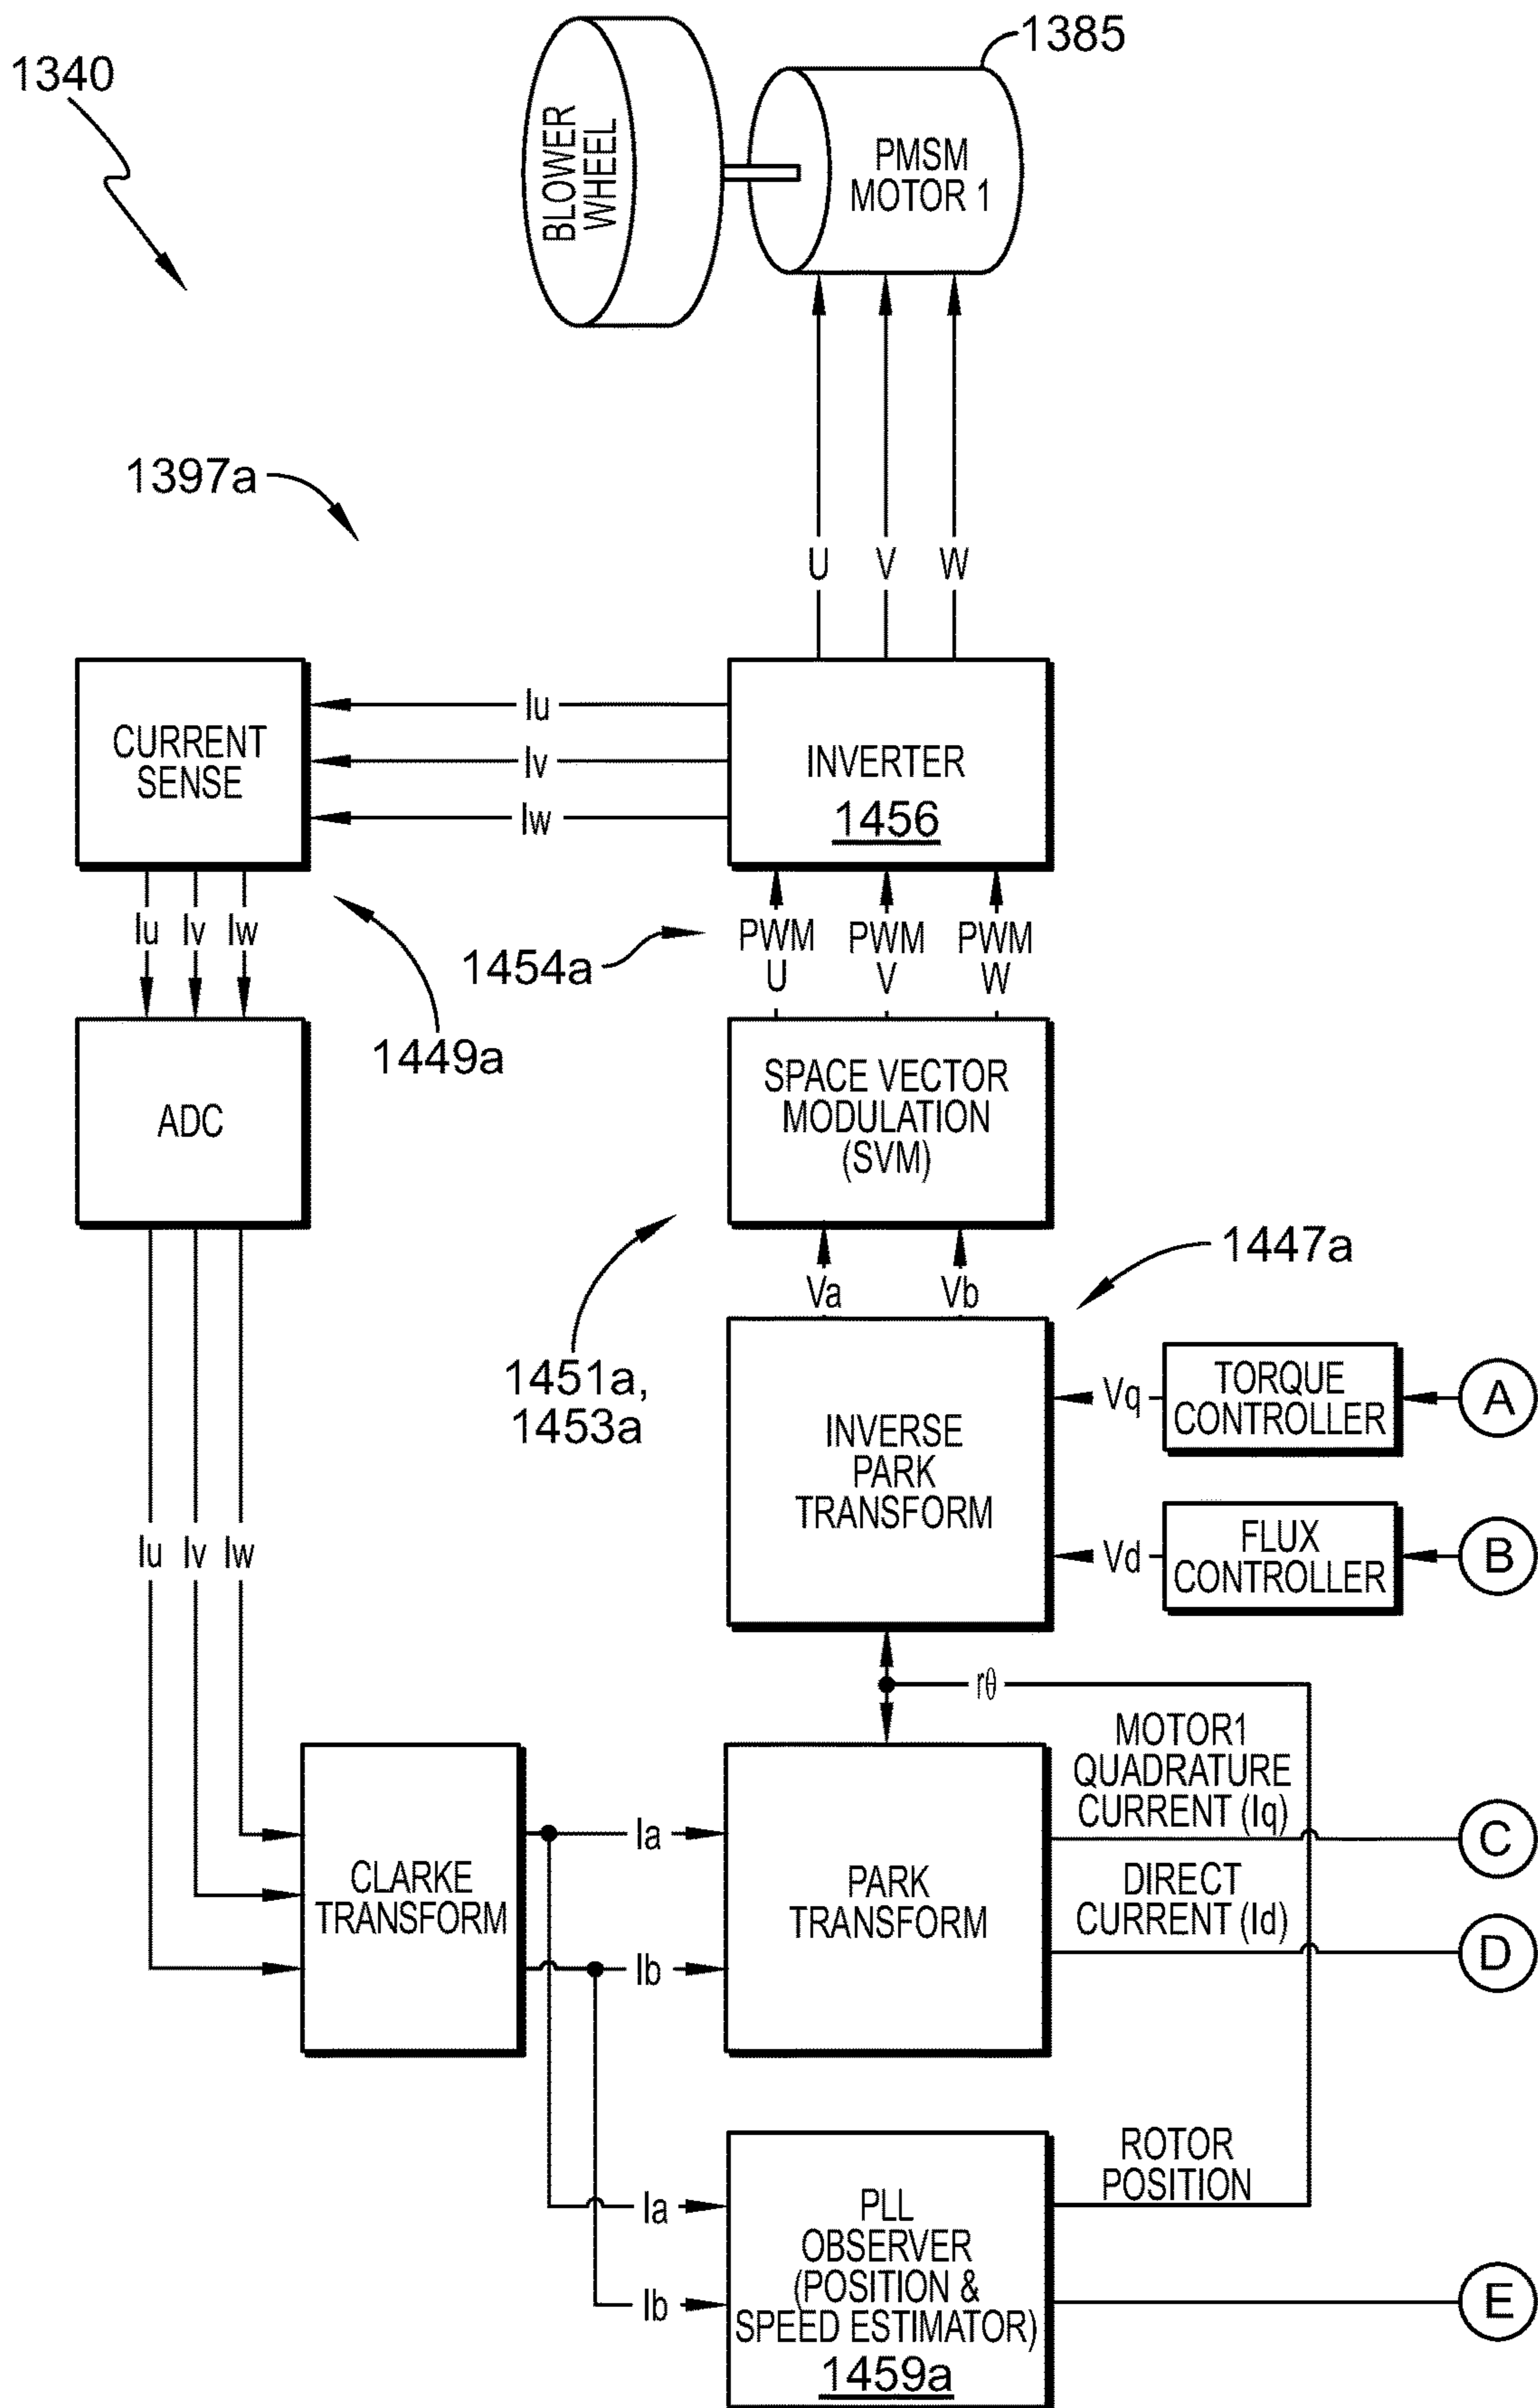 1385
1340
BLOWER
WHEEL
PMSM
MOTOR 1
1397a
U V W
CURRENT
SENSE
Iu
Iv
Iw
INVERTER
1456
Iu Iv Iw
1454a
PWM
U
PWM
V
PWM
W
1449a
ADC
SPACE VECTOR
MODULATION
(SVM)
1447a
Va Vb
1451a,
1453a
INVERSE
PARK
TRANSFORM
Vq
TORQUE
CONTROLLER
A
Vd
FLUX
CONTROLLER
B
Iu Iv Iw
rθ
MOTOR1
QUADRATURE
CURRENT (Iq)
C
CLARKE
TRANSFORM
Ia
Ib
PARK
TRANSFORM
DIRECT
CURRENT (Id)
D
ROTOR
POSITION
Ia
Ib
PLL
OBSERVER
(POSITION &
SPEED ESTIMATOR)
1459a
E